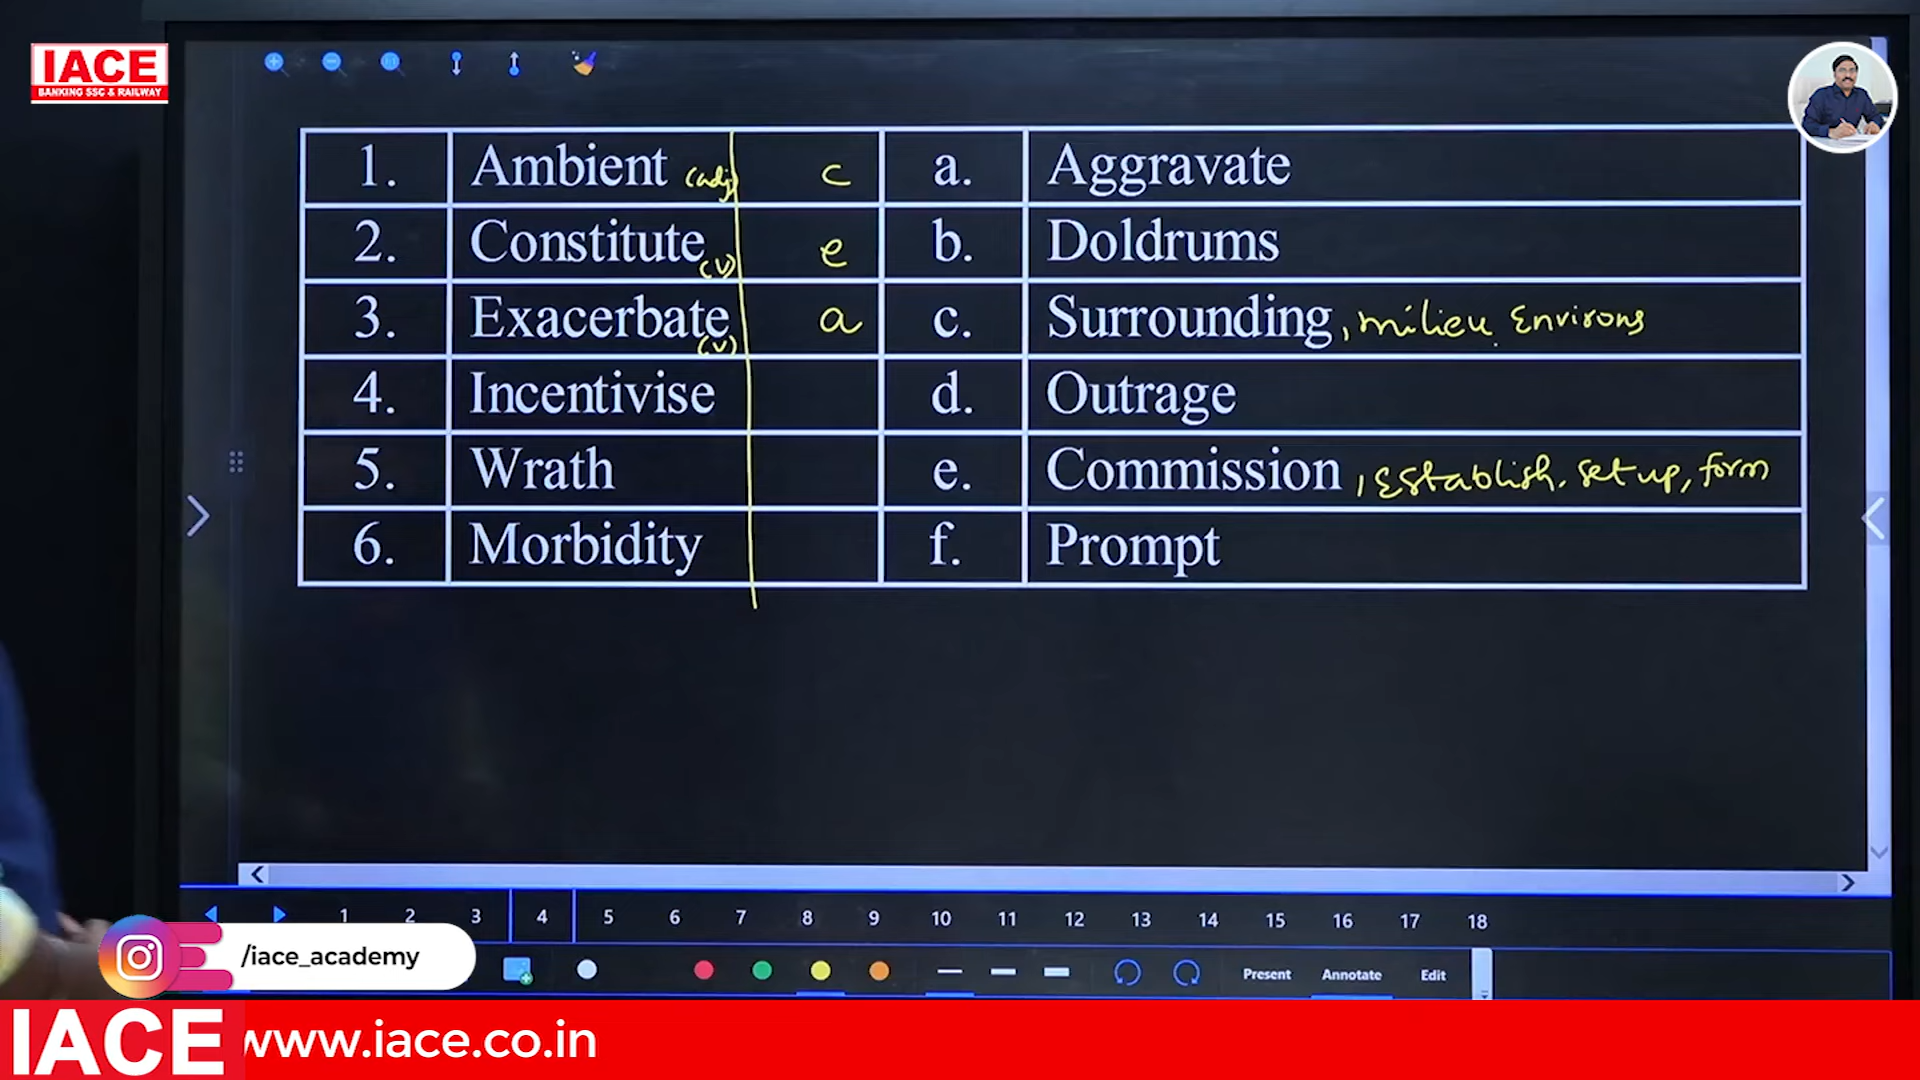 IACE
BANKING SSC & RAILWAY
1. Ambient (adj) c a. Aggravate
2. Constitute (v) e b. Doldrums
3. Exacerbate (v) a c. Surrounding, milieu. Environs
4. Incentivise d. Outrage
5. Wrath e. Commission, Establish. set up, form
6. Morbidity f. Prompt
1 2 3 4 5 6 7 8 9 10 11 12 13 14 15 16 17 18
/iace_academy
Present Annotate Edit
IACE www.iace.co.in